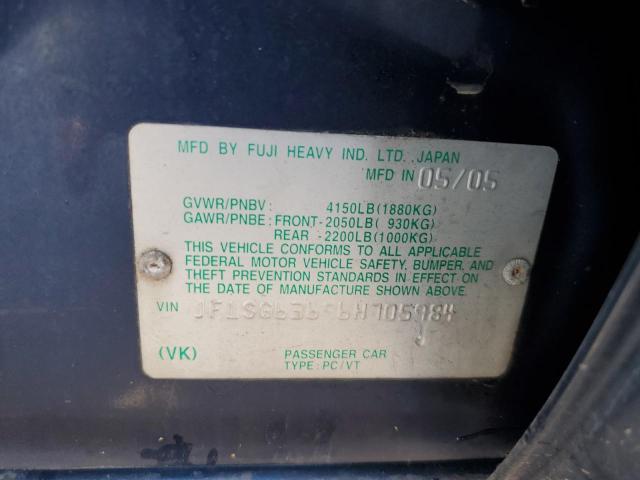 MFD BY FUJI HEAVY IND. LTD. JAPAN
MFD IN 05/05
GVWR/PNBV: 4150LB(1880KG)
GAWR/PNBE: FRONT-2050LB( 930KG)
REAR -2200LB(1000KG)
THIS VEHICLE CONFORMS TO ALL APPLICABLE
FEDERAL MOTOR VEHICLE SAFETY, BUMPER, AND
THEFT PREVENTION STANDARDS IN EFFECT ON
THE DATE OF MANUFACTURE SHOWN ABOVE.
VIN
(VK) PASSENGER CAR
TYPE: PC/VT